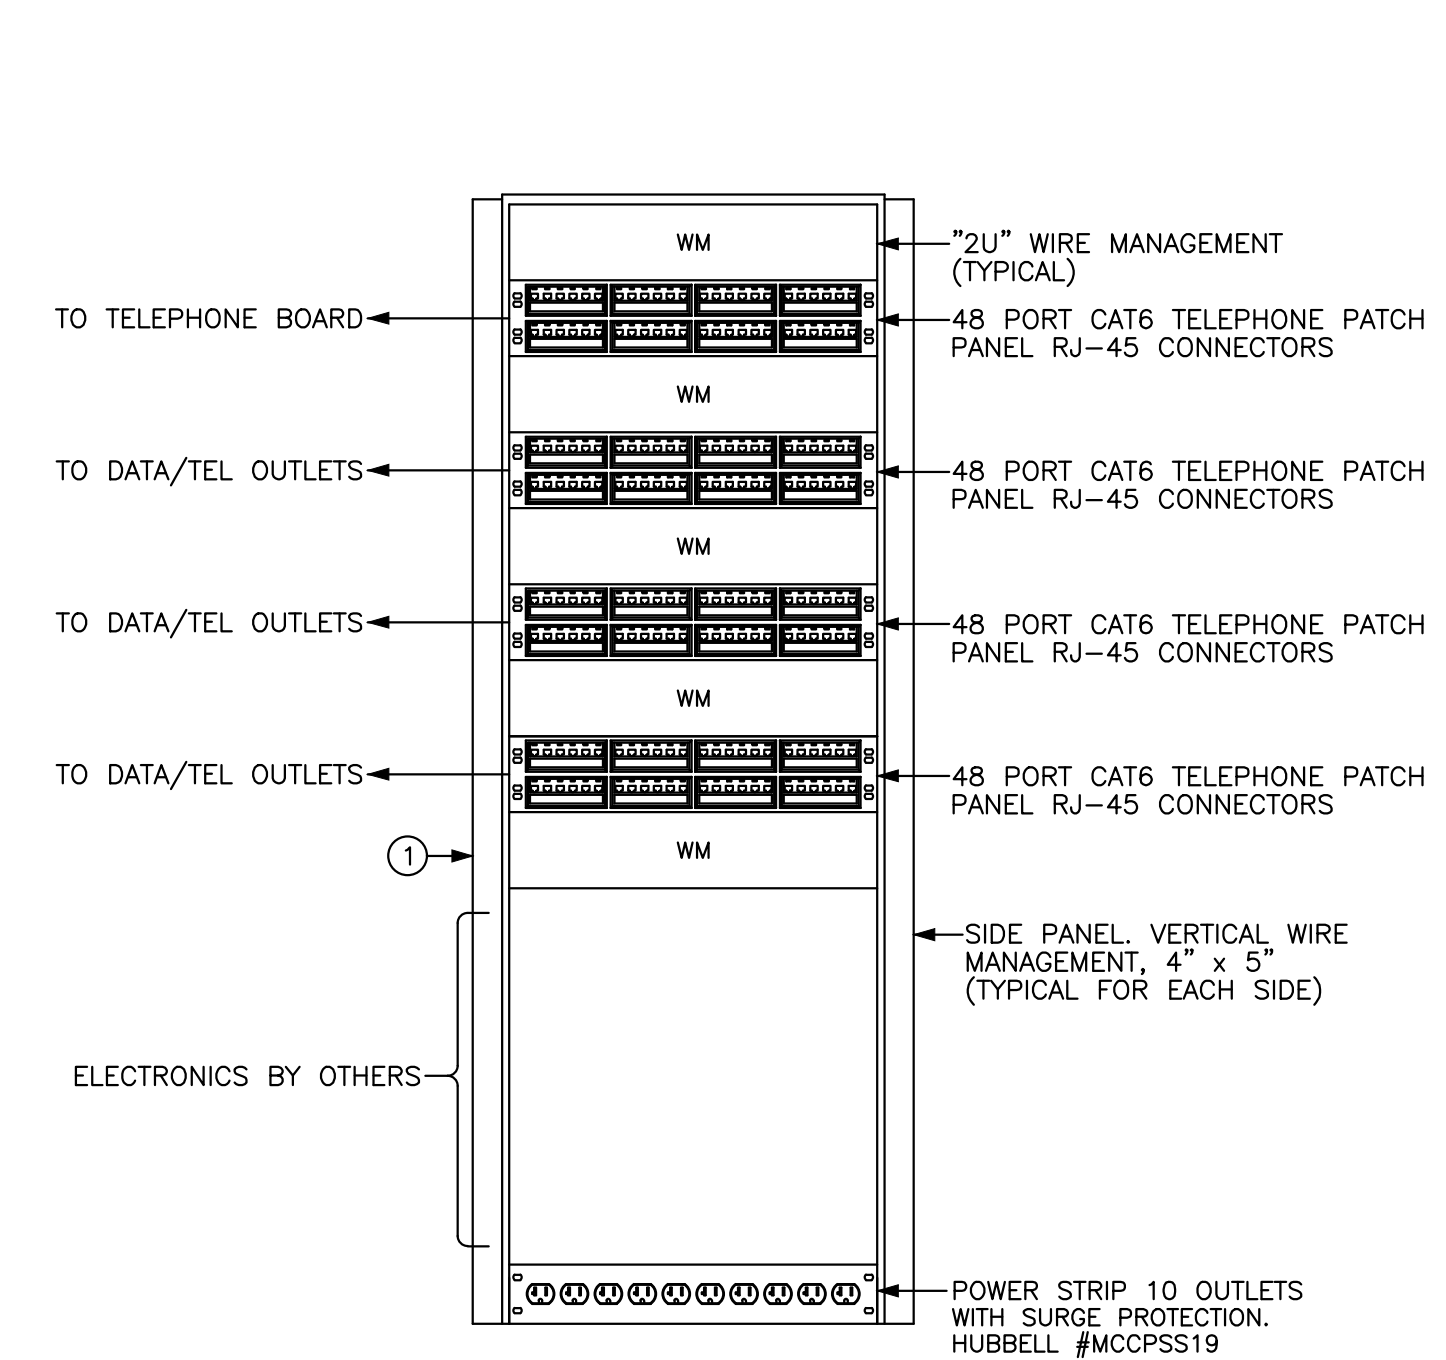 WM
”2U” WIRE MANAGEMENT
(TYPICAL)
TO TELEPHONE BOARD
48 PORT CAT6 TELEPHONE PATCH
PANEL RJ-45 CONNECTORS
WM
TO DATA/TEL OUTLETS
48 PORT CAT6 TELEPHONE PATCH
PANEL RJ-45 CONNECTORS
WM
TO DATA/TEL OUTLETS
48 PORT CAT6 TELEPHONE PATCH
PANEL RJ-45 CONNECTORS
WM
TO DATA/TEL OUTLETS
48 PORT CAT6 TELEPHONE PATCH
PANEL RJ-45 CONNECTORS
WM
1
SIDE PANEL. VERTICAL WIRE
MANAGEMENT, 4” x 5”
(TYPICAL FOR EACH SIDE)
ELECTRONICS BY OTHERS
POWER STRIP 10 OUTLETS
WITH SURGE PROTECTION.
HUBBELL #MCCPSS19